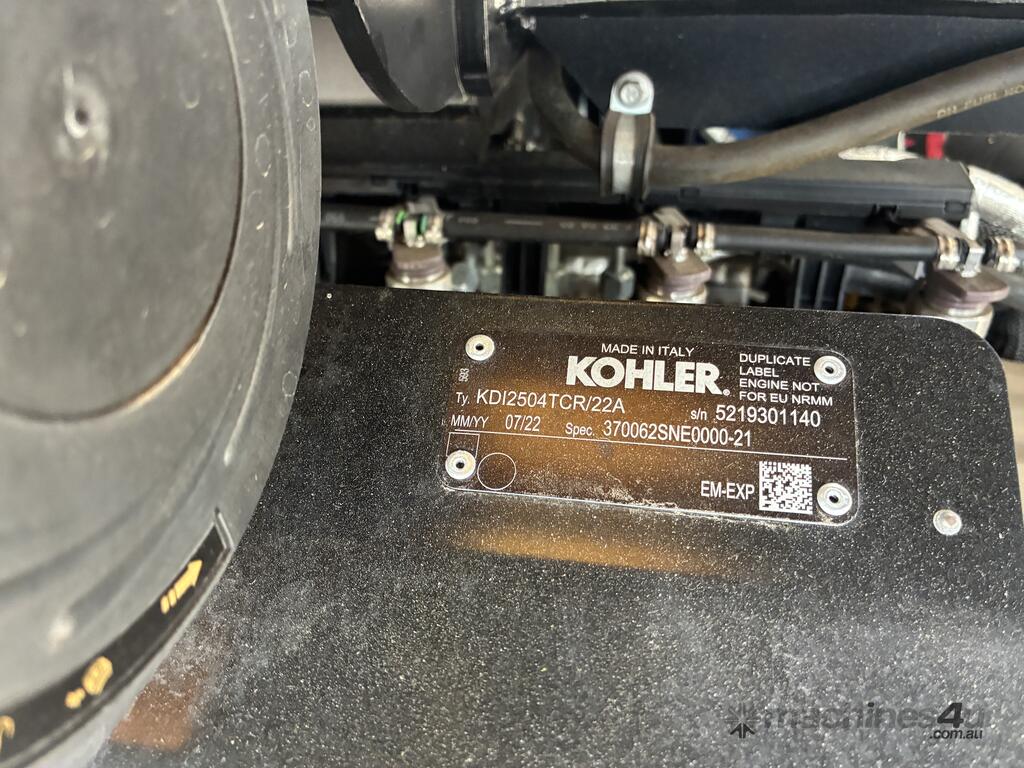 MADE IN ITALY
KOHLER®
DUPLICATE
LABEL
ENGINE NOT
FOR EU NRMM
593
Ty. KDI2504TCR/22A s/n 5219301140
MM/YY 07/22 Spec. 370062SNE0000-21
EM-EXP
machines4u
.com.au